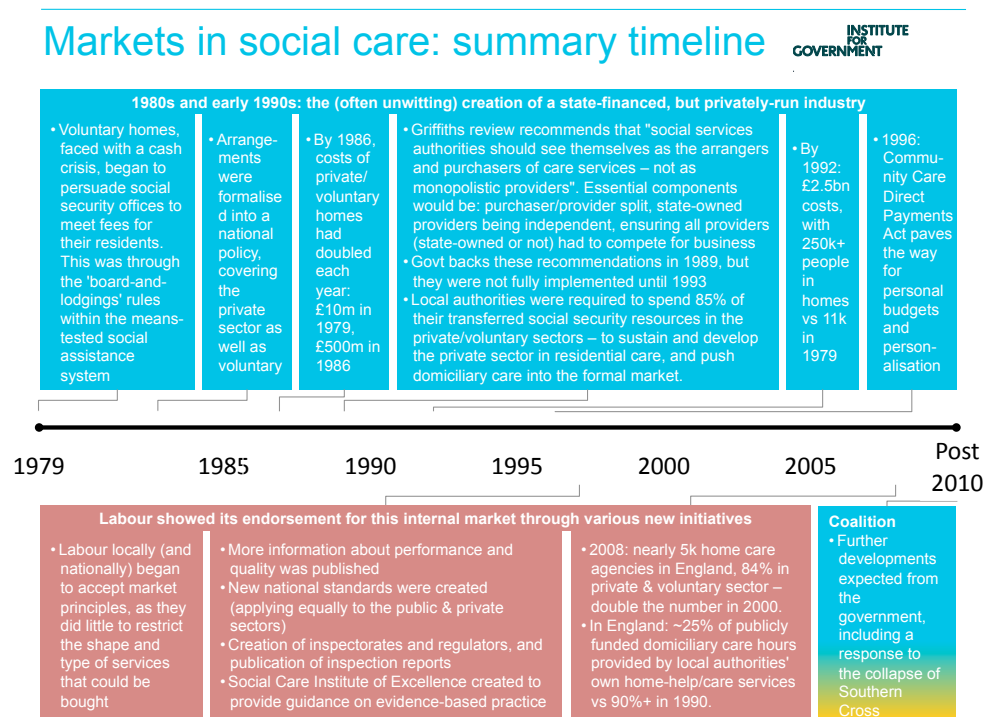 Markets in social care: summary timeline
INSTITUTE
FOR
GOVERNMENT
1980s and early 1990s: the (often unwitting) creation of a state-financed, but privately-run industry
• Voluntary homes,
faced with a cash
crisis, began to
persuade social
security offices to
meet fees for
their residents.
This was through
the 'board-and-
lodgings' rules
within the means-
tested social
assistance
system
• Arrange-
ments
were
formalise
d into a
national
policy,
covering
the
private
sector as
well as
voluntary
• By 1986,
costs of
private/
voluntary
homes
had
doubled
each
year:
£10m in
1979,
£500m in
1986
• Griffiths review recommends that "social services
authorities should see themselves as the arrangers
and purchasers of care services – not as
monopolistic providers". Essential components
would be: purchaser/provider split, state-owned
providers being independent, ensuring all providers
(state-owned or not) had to compete for business
• Govt backs these recommendations in 1989, but
they were not fully implemented until 1993
• Local authorities were required to spend 85% of
their transferred social security resources in the
private/voluntary sectors – to sustain and develop
the private sector in residential care, and push
domiciliary care into the formal market.
• By
1992:
£2.5bn
costs,
with
250k+
people
in
homes
vs 11k
in
1979
• 1996:
Commu-
nity Care
Direct
Payments
Act paves
the way
for
personal
budgets
and
person-
alisation
1979
1985
1990
1995
2000
2005
Post
2010
Labour showed its endorsement for this internal market through various new initiatives
• Labour locally (and
nationally) began
to accept market
principles, as they
did little to restrict
the shape and
type of services
that could be
bought
• More information about performance and
quality was published
• New national standards were created
(applying equally to the public & private
sectors)
• Creation of inspectorates and regulators, and
publication of inspection reports
• Social Care Institute of Excellence created to
provide guidance on evidence-based practice
• 2008: nearly 5k home care
agencies in England, 84% in
private & voluntary sector –
double the number in 2000.
• In England: ~25% of publicly
funded domiciliary care hours
provided by local authorities'
own home-help/care services
vs 90%+ in 1990.
Coalition
• Further
developments
expected from
the
government,
including a
response to
the collapse of
Southern
Cross